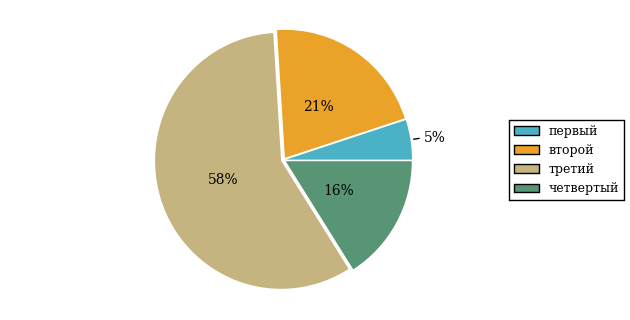 21%
5%
58%
16%
первый
второй
третий
четвертый